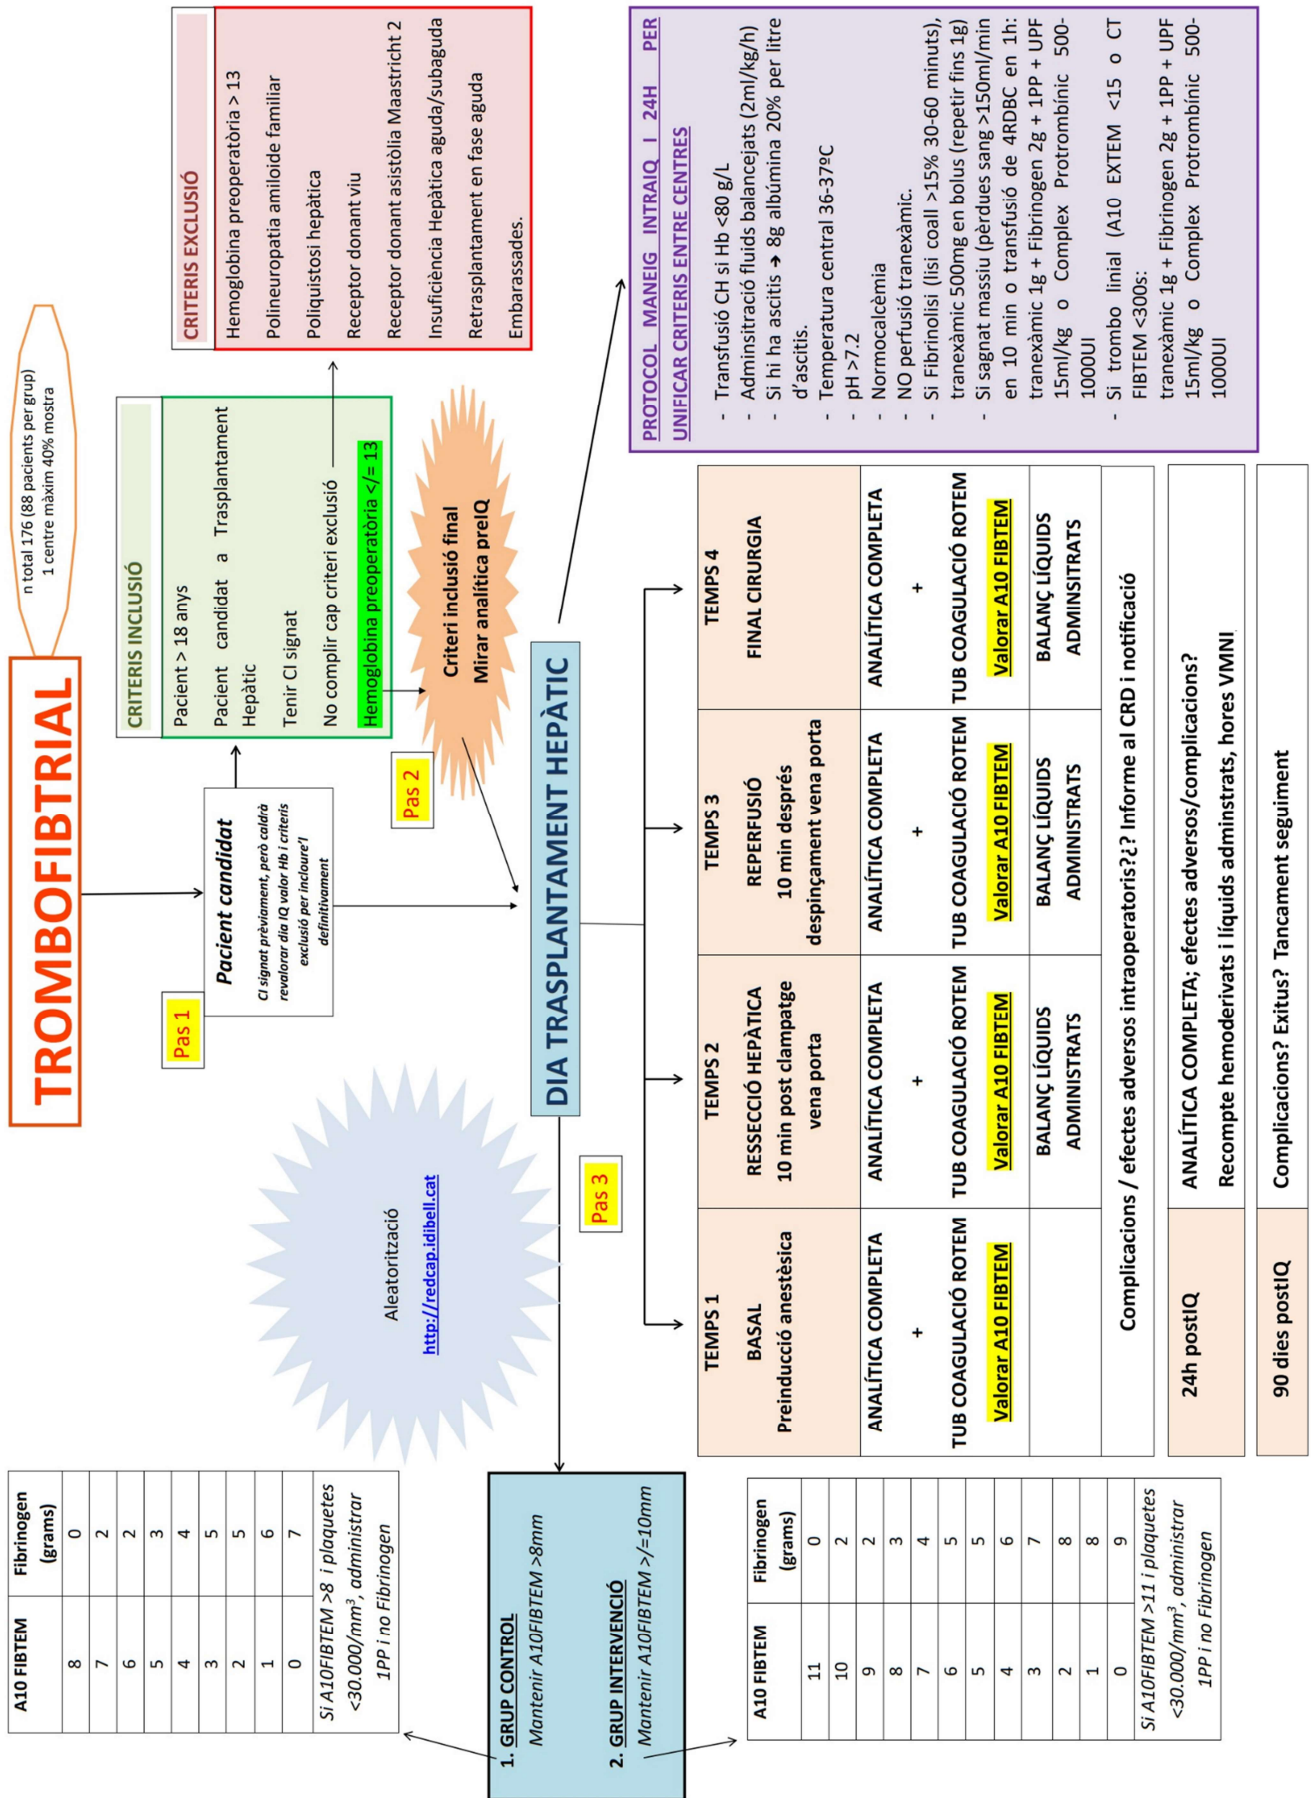 TROMBOFIBTRIAL
n total 176 (88 pacients per grup)
1 centre màxim 40% mostra
Pas 1
Pacient candidat
CI signat prèviament, però caldrà
revalorar dia IQ valor Hb i criteris
exclusió per incloure'l
definitivament
CRITERIS INCLUSIÓ
Pacient > 18 anys
Pacient candidat a Trasplantament
Hepàtic
Tenir CI signat
No complir cap criteri exclusió
Hemoglobina preoperatòria </= 13
CRITERIS EXCLUSIÓ
Hemoglobina preoperatòria > 13
Polineuropatia amiloide familiar
Poliquistosi hepàtica
Receptor donant viu
Receptor donant asistòlia Maastricht 2
Insuficiència Hepàtica aguda/subaguda
Retrasplantament en fase aguda
Embarassades.
Pas 2
Criteri inclusió final
Mirar analítica preIQ
Aleatorització
http://redcap.idibell.cat
DIA TRASPLANTAMENT HEPÀTIC
Pas 3
A10 FIBTEM Fibrinogen
(grams)
8 0
7 2
6 2
5 3
4 4
3 5
2 5
1 6
0 7
Si A10FIBTEM >8 i plaquetes
<30.000/mm³, administrar
1PP i no Fibrinogen
1. GRUP CONTROL
Mantenir A10FIBTEM >8mm
2. GRUP INTERVENCIÓ
Mantenir A10FIBTEM >/=10mm
A10 FIBTEM Fibrinogen
(grams)
11 0
10 2
9 2
8 3
7 4
6 5
5 5
4 6
3 7
2 8
1 8
0 9
Si A10FIBTEM >11 i plaquetes
<30.000/mm³, administrar
1PP i no Fibrinogen
TEMPS 1 TEMPS 2 TEMPS 3 TEMPS 4
BASAL RESSECCIÓ HEPÀTICA REPERFUSIÓ FINAL CIRURGIA
Preinducció anestèsica 10 min post clampatge 10 min després
vena porta despinçament vena porta
ANALÍTICA COMPLETA ANALÍTICA COMPLETA ANALÍTICA COMPLETA ANALÍTICA COMPLETA
+ + + +
TUB COAGULACIÓ ROTEM TUB COAGULACIÓ ROTEM TUB COAGULACIÓ ROTEM TUB COAGULACIÓ ROTEM
Valorar A10 FIBTEM Valorar A10 FIBTEM Valorar A10 FIBTEM Valorar A10 FIBTEM
BALANÇ LÍQUIDS BALANÇ LÍQUIDS BALANÇ LÍQUIDS
ADMINISTRATS ADMINISTRATS ADMINSITRATS
Complicacions / efectes adversos intraoperatoris?¿? Informe al CRD i notificació
24h postIQ ANALÍTICA COMPLETA; efectes adversos/complicacions?
Recompte hemoderivats i líquids adminstrats, hores VMNI
90 dies postIQ Complicacions? Exitus? Tancament seguiment
PROTOCOL MANEIG INTRAIQ I 24H PER
UNIFICAR CRITERIS ENTRE CENTRES
- Transfusió CH si Hb <80 g/L
- Adminsitració fluids balancejats (2ml/kg/h)
- Si hi ha ascitis → 8g albúmina 20% per litre
d'ascitis.
- Temperatura central 36-37ºC
- pH >7.2
- Normocalcèmia
- NO perfusió tranexàmic.
- Si Fibrinolisi (lisi coall >15% 30-60 minuts),
tranexàmic 500mg en bolus (repetir fins 1g)
- Si sagnat massiu (pèrdues sang >150ml/min
en 10 min o transfusió de 4RDBC en 1h:
tranexàmic 1g + Fibrinogen 2g + 1PP + UPF
15ml/kg o Complex Protrombínic 500-
1000UI
- Si trombo linial (A10 EXTEM <15 o CT
FIBTEM <300s:
tranexàmic 1g + Fibrinogen 2g + 1PP + UPF
15ml/kg o Complex Protrombínic 500-
1000UI